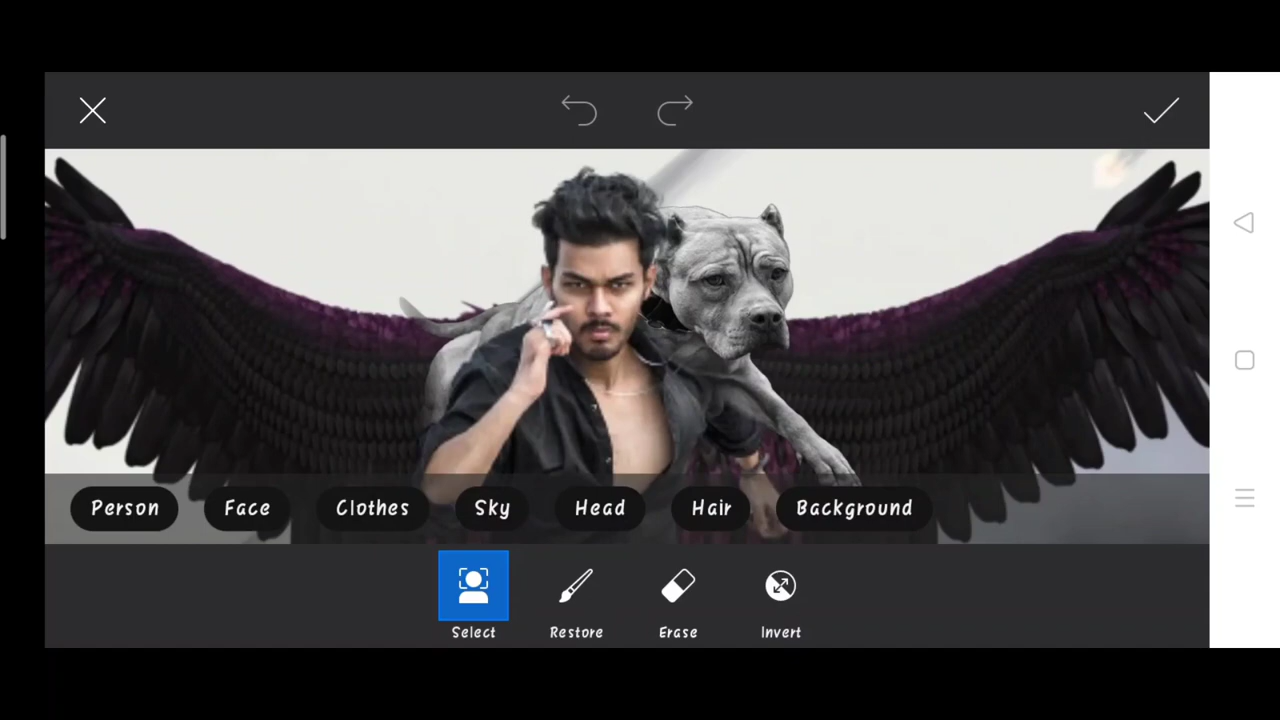 Person Face Clothes Sky Head Hair Background
Select Restore Erase Invert